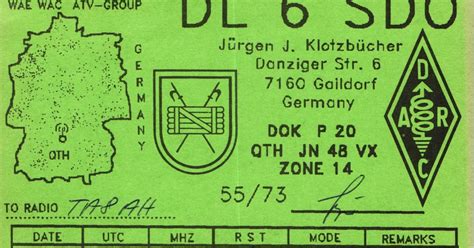 WAE WAC ATV-GROUP
DL 6 SDO
Jürgen J. Klotzbücher
Danziger Str. 6
7160 Gaildorf
Germany
GERMANY
QTH
DOK P 20
QTH JN 48 VX
ZONE 14
DARC
55/73
TO RADIO TA8AH
DATE UTC MHZ RST MODE REMARKS